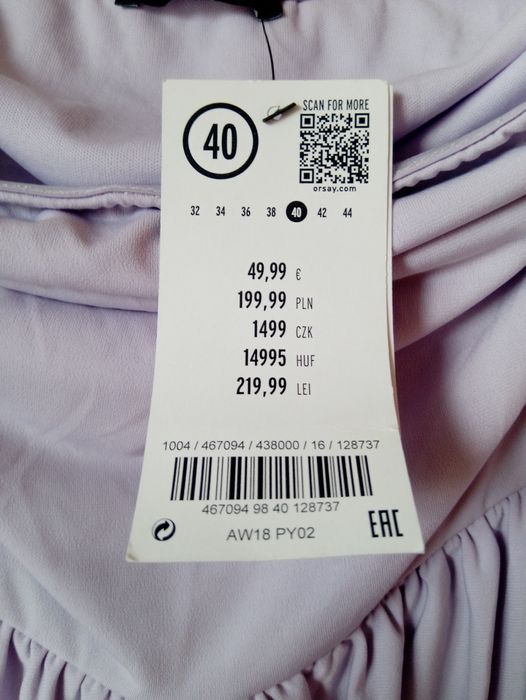 SCAN FOR MORE
40
orsay.com
32 34 36 38 40 42 44
49,99 €
199,99 PLN
1499 CZK
14995 HUF
219,99 LEI
1004 / 467094 / 438000 / 16 / 128737
467094 98 40 128737
AW18 PY02
EAC